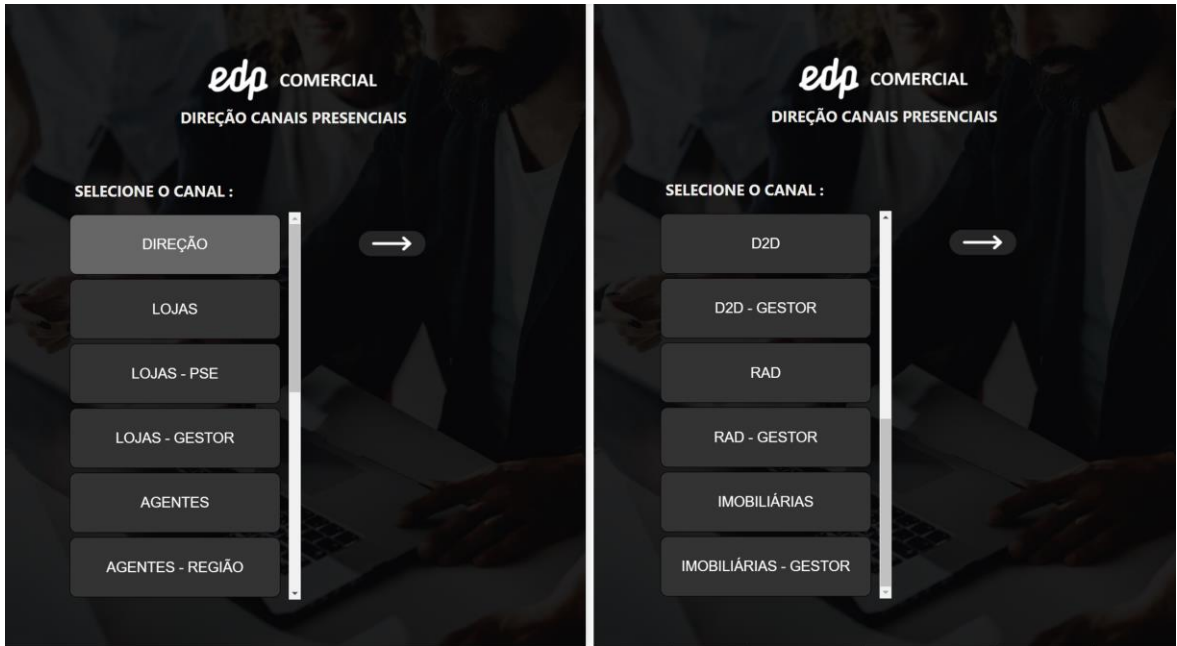 edp COMERCIAL
DIREÇÃO CANAIS PRESENCIAIS
SELECIONE O CANAL :
DIREÇÃO
LOJAS
LOJAS - PSE
LOJAS - GESTOR
AGENTES
AGENTES - REGIÃO
edp COMERCIAL
DIREÇÃO CANAIS PRESENCIAIS
SELECIONE O CANAL :
D2D
D2D - GESTOR
RAD
RAD - GESTOR
IMOBILIÁRIAS
IMOBILIÁRIAS - GESTOR